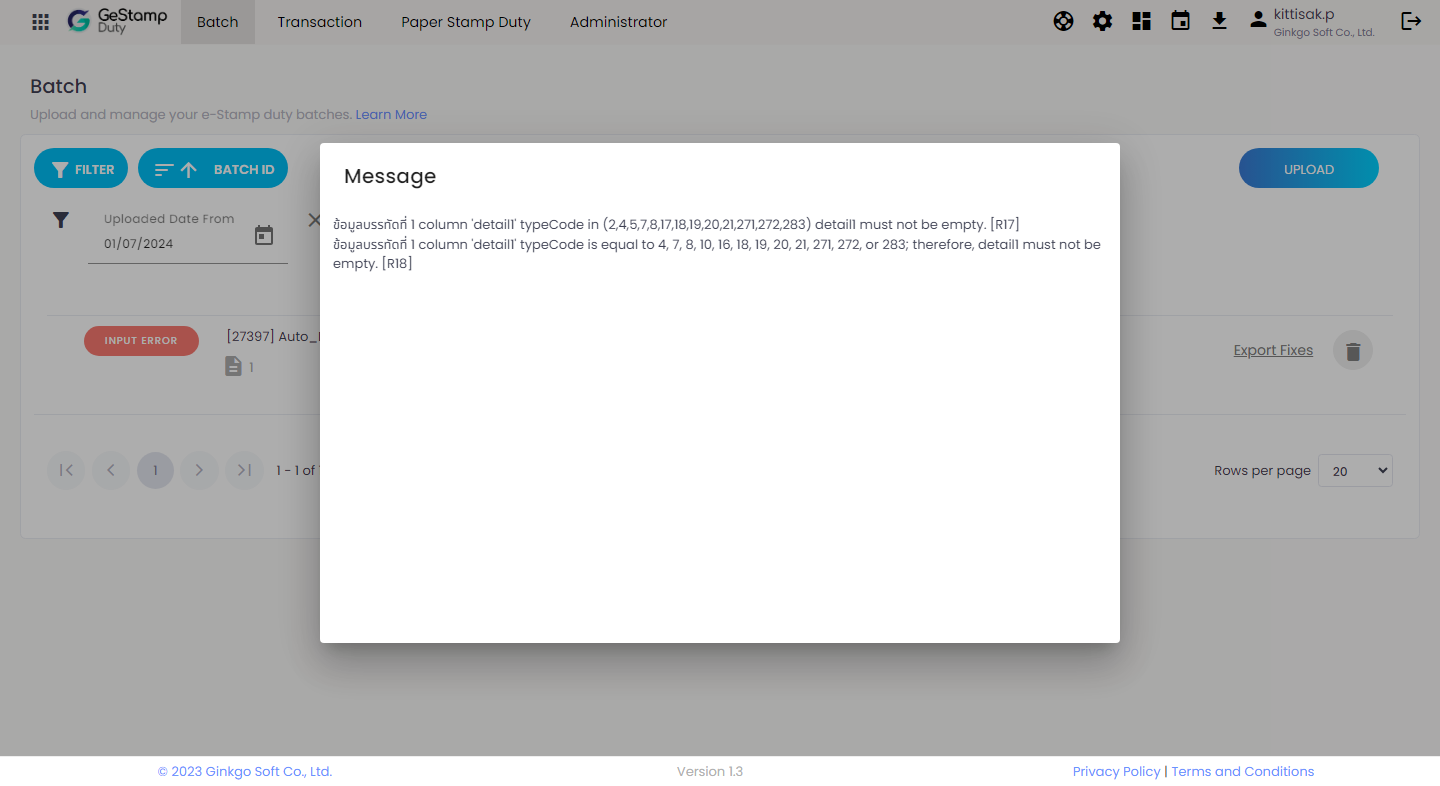 GeStamp
Duty
Batch
Transaction
Paper Stamp Duty
Administrator
kittisak.p
Ginkgo Soft Co., Ltd.
Batch
Upload and manage your e-Stamp duty batches. Learn More
FILTER
BATCH ID
UPLOAD
Uploaded Date From
01/07/2024
Message
ข้อมูลบรรทัดที่ 1 column 'detail1' typeCode in (2,4,5,7,8,17,18,19,20,21,271,272,283) detail1 must not be empty. [R17]
ข้อมูลบรรทัดที่ 1 column 'detail1' typeCode is equal to 4, 7, 8, 10, 16, 18, 19, 20, 21, 271, 272, or 283; therefore, detail1 must not be
empty. [R18]
INPUT ERROR
[27397] Auto_
1
Export Fixes
1
1 - 1 of
Rows per page
20
© 2023 Ginkgo Soft Co., Ltd.
Version 1.3
Privacy Policy | Terms and Conditions